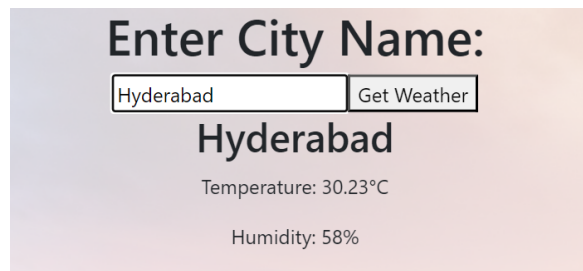 Enter City Name:
Hyderabad Get Weather
Hyderabad
Temperature: 30.23°C
Humidity: 58%